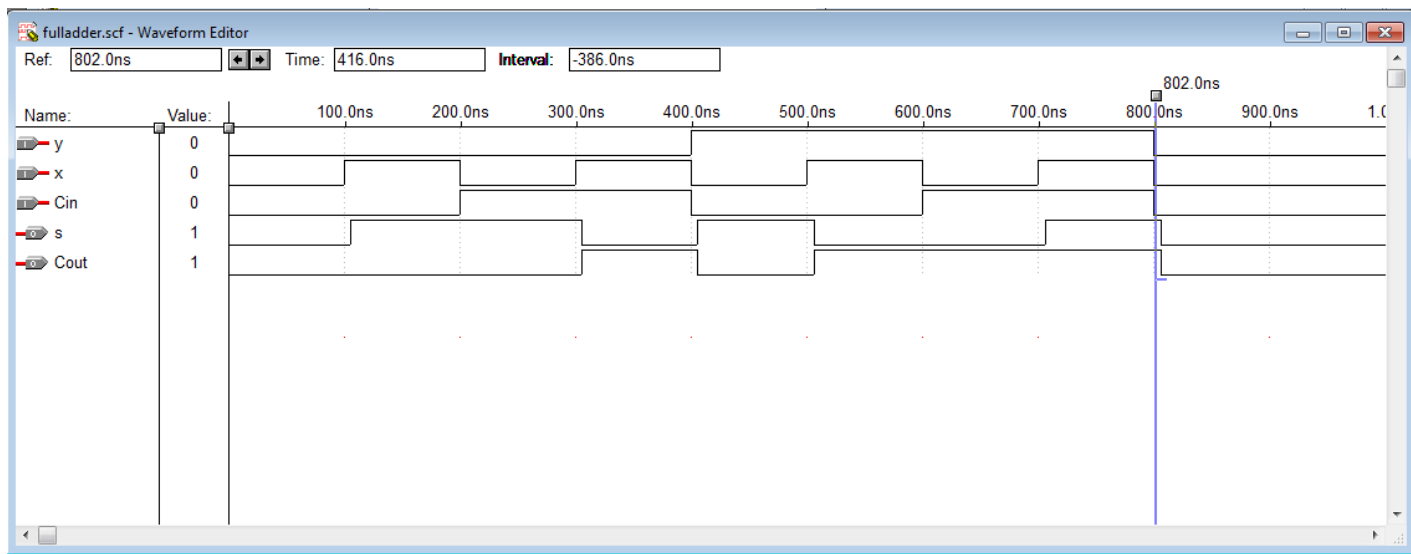 fulladder.scf - Waveform Editor
Ref: 802.0ns Time: 416.0ns Interval: -386.0ns
802.0ns
Name: Value: 100.0ns 200.0ns 300.0ns 400.0ns 500.0ns 600.0ns 700.0ns 800.0ns 900.0ns 1.0
y 0
x 0
Cin 0
s 1
Cout 1